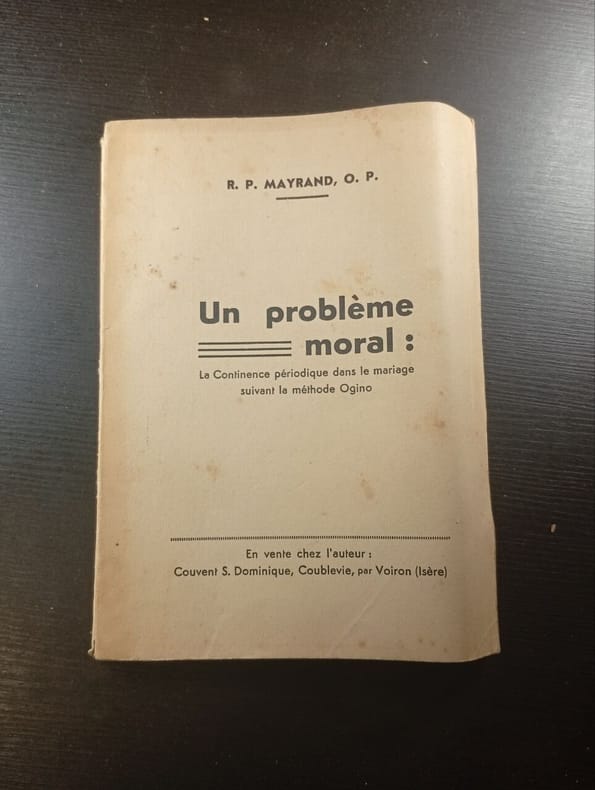 R. P. MAYRAND, O. P.
Un problème
moral :
La Continence périodique dans le mariage
suivant la méthode Ogino
En vente chez l'auteur :
Couvent S. Dominique, Coublevie, par Voiron (Isère)